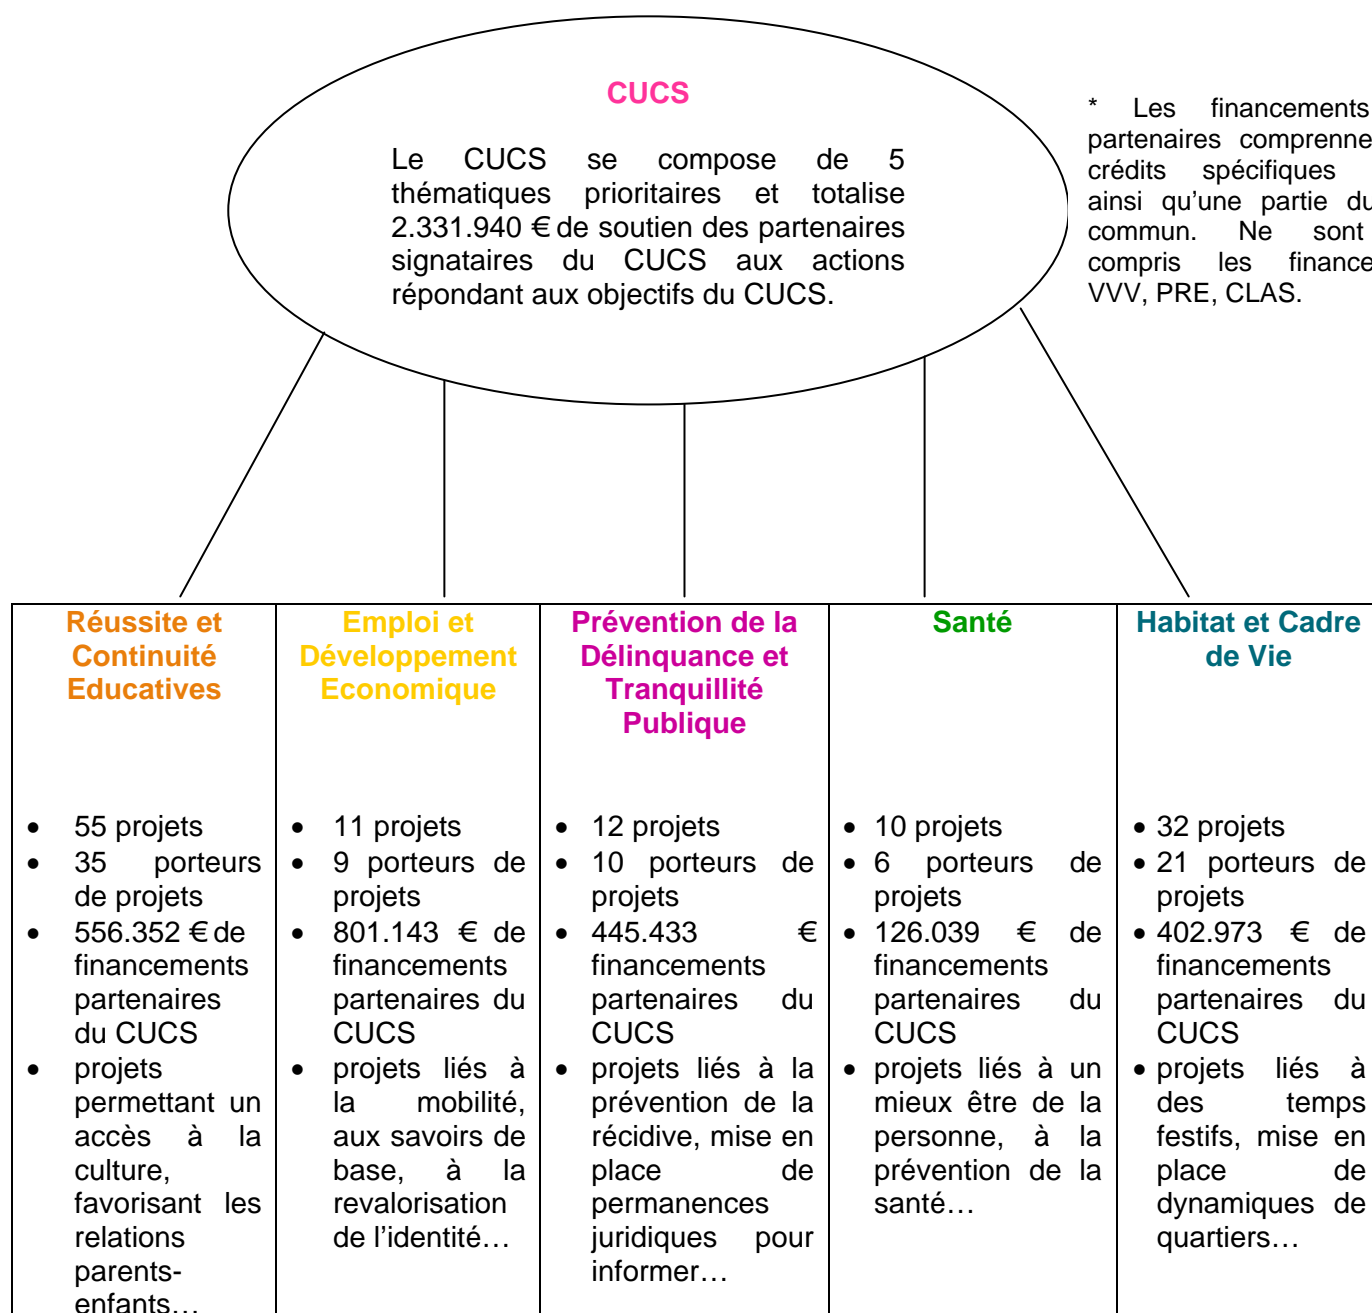 CUCS
Le CUCS se compose de 5
thématiques prioritaires et totalise
2.331.940 € de soutien des partenaires
signataires du CUCS aux actions
répondant aux objectifs du CUCS.
* Les financements
partenaires
crédits spécifiques
ainsi qu'une partie
commun. Ne sont
compris les
VVV, PRE, CLAS.
Réussite et
Continuité
Educatives
• 55 projets
• 35 porteurs
de projets
• 556.352 € de
financements
partenaires
du CUCS
• projets
permettant un
accès à la
culture,
favorisant les
relations
parents-
enfants…
Emploi et
Développement
Economique
• 11 projets
• 9 porteurs de
projets
• 801.143 € de
financements
partenaires du
CUCS
• projets liés à
la mobilité,
aux savoirs de
base, à la
revalorisation
de l'identité…
Prévention de la
Délinquance et
Tranquillité
Publique
• 12 projets
• 10 porteurs de
projets
• 445.433 €
financements
partenaires du
CUCS
• projets liés à la
prévention de la
récidive, mise en
place de
permanences
juridiques pour
informer…
Santé
• 10 projets
• 6 porteurs de
projets
• 126.039 € de
financements
partenaires du
CUCS
• projets liés à un
mieux être de la
personne, à la
prévention de la
santé…
Habitat et Cadre
de Vie
• 32 projets
• 21 porteurs de
projets
• 402.973 € de
financements
partenaires du
CUCS
• projets liés à
des temps
festifs, mise en
place de
dynamiques de
quartiers…